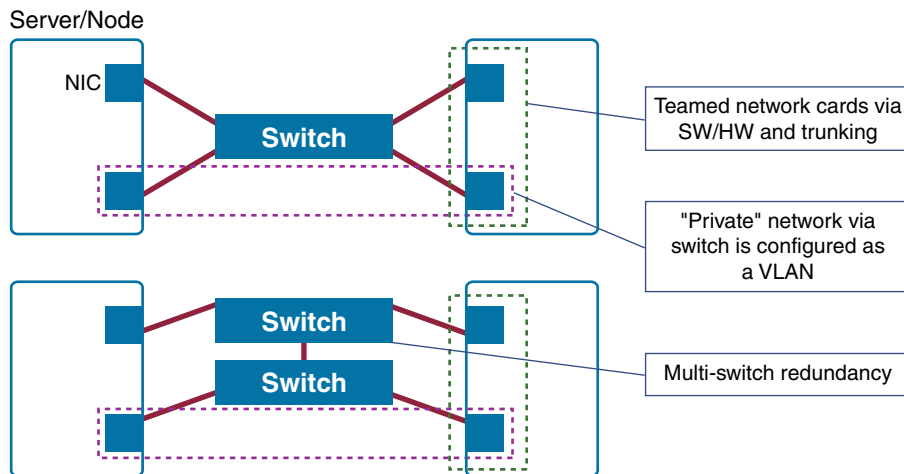 Server/Node
NIC
Switch
Teamed network cards via
SW/HW and trunking
"Private" network via
switch is configured as
a VLAN
Switch
Switch
Multi-switch redundancy